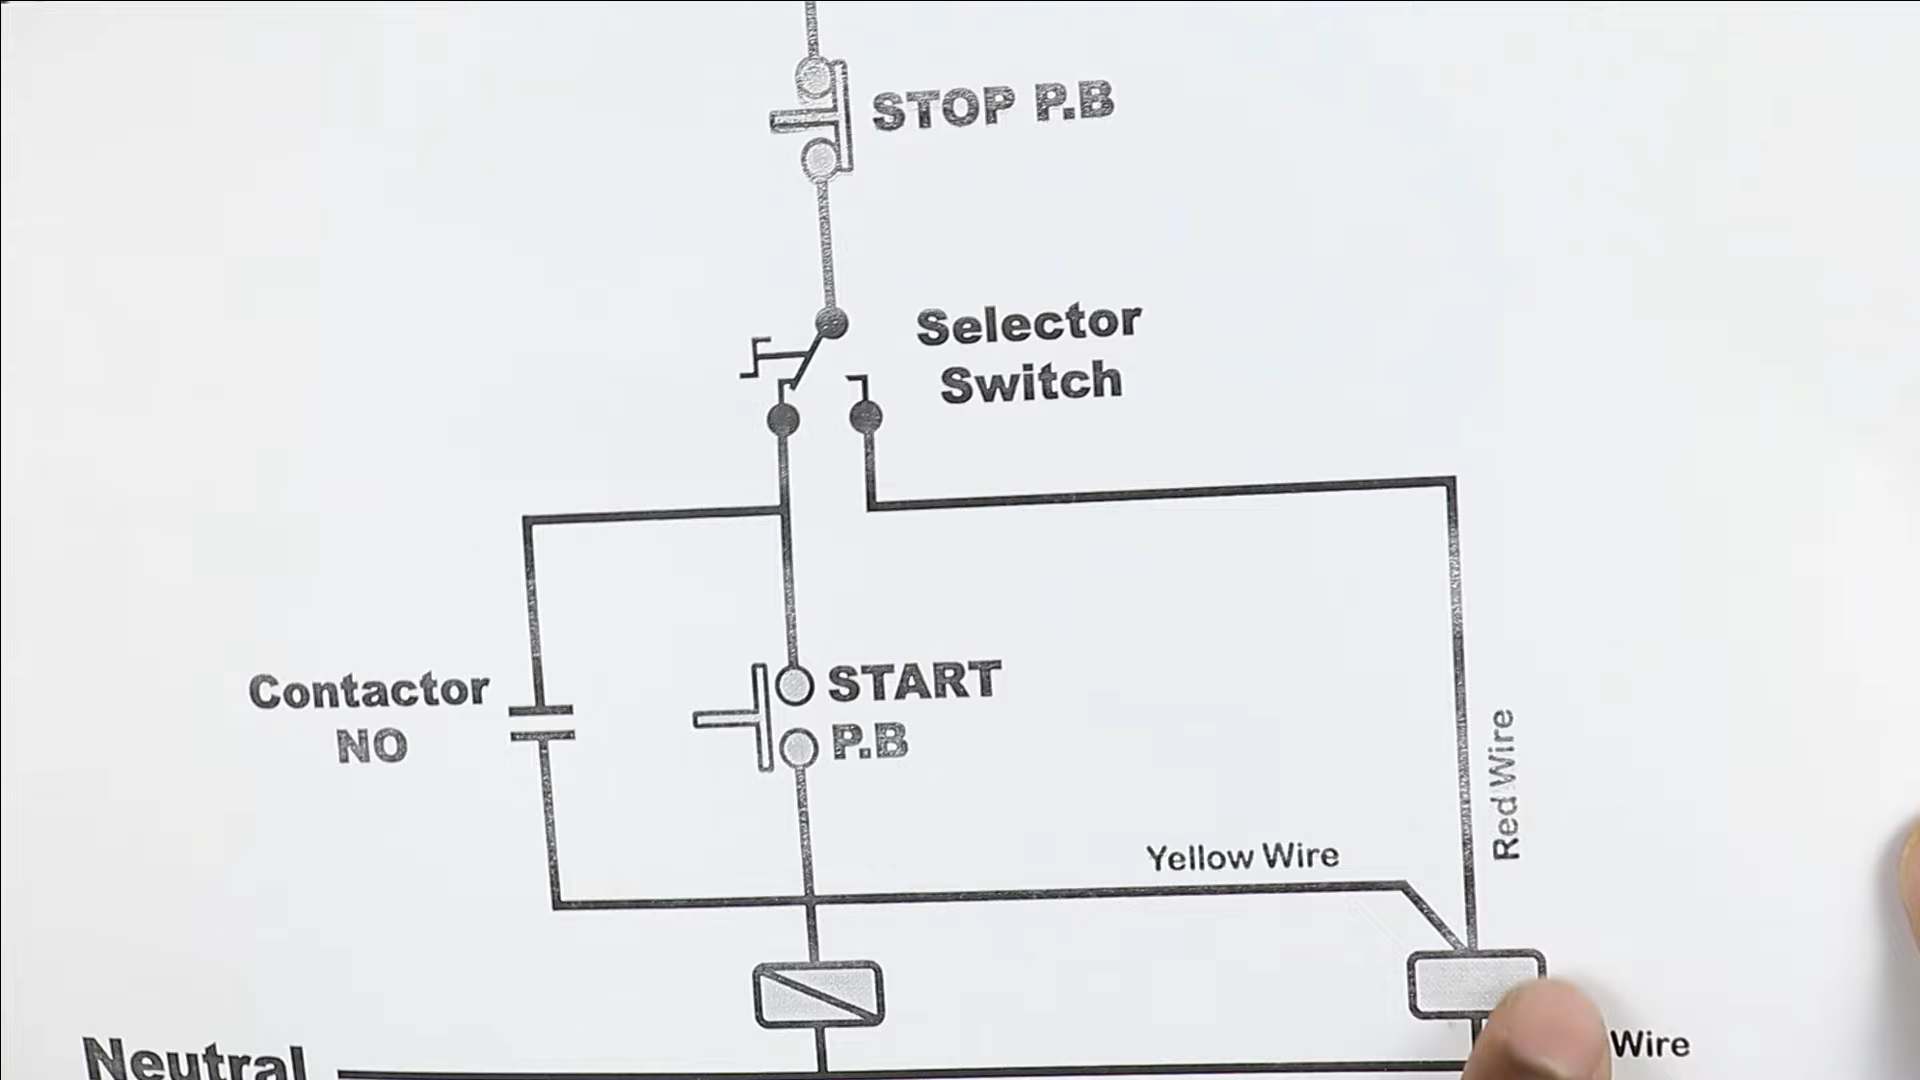 STOP P.B
Selector
Switch
Contactor
NO
START
P.B
Red Wire
Yellow Wire
Wire
Neutral